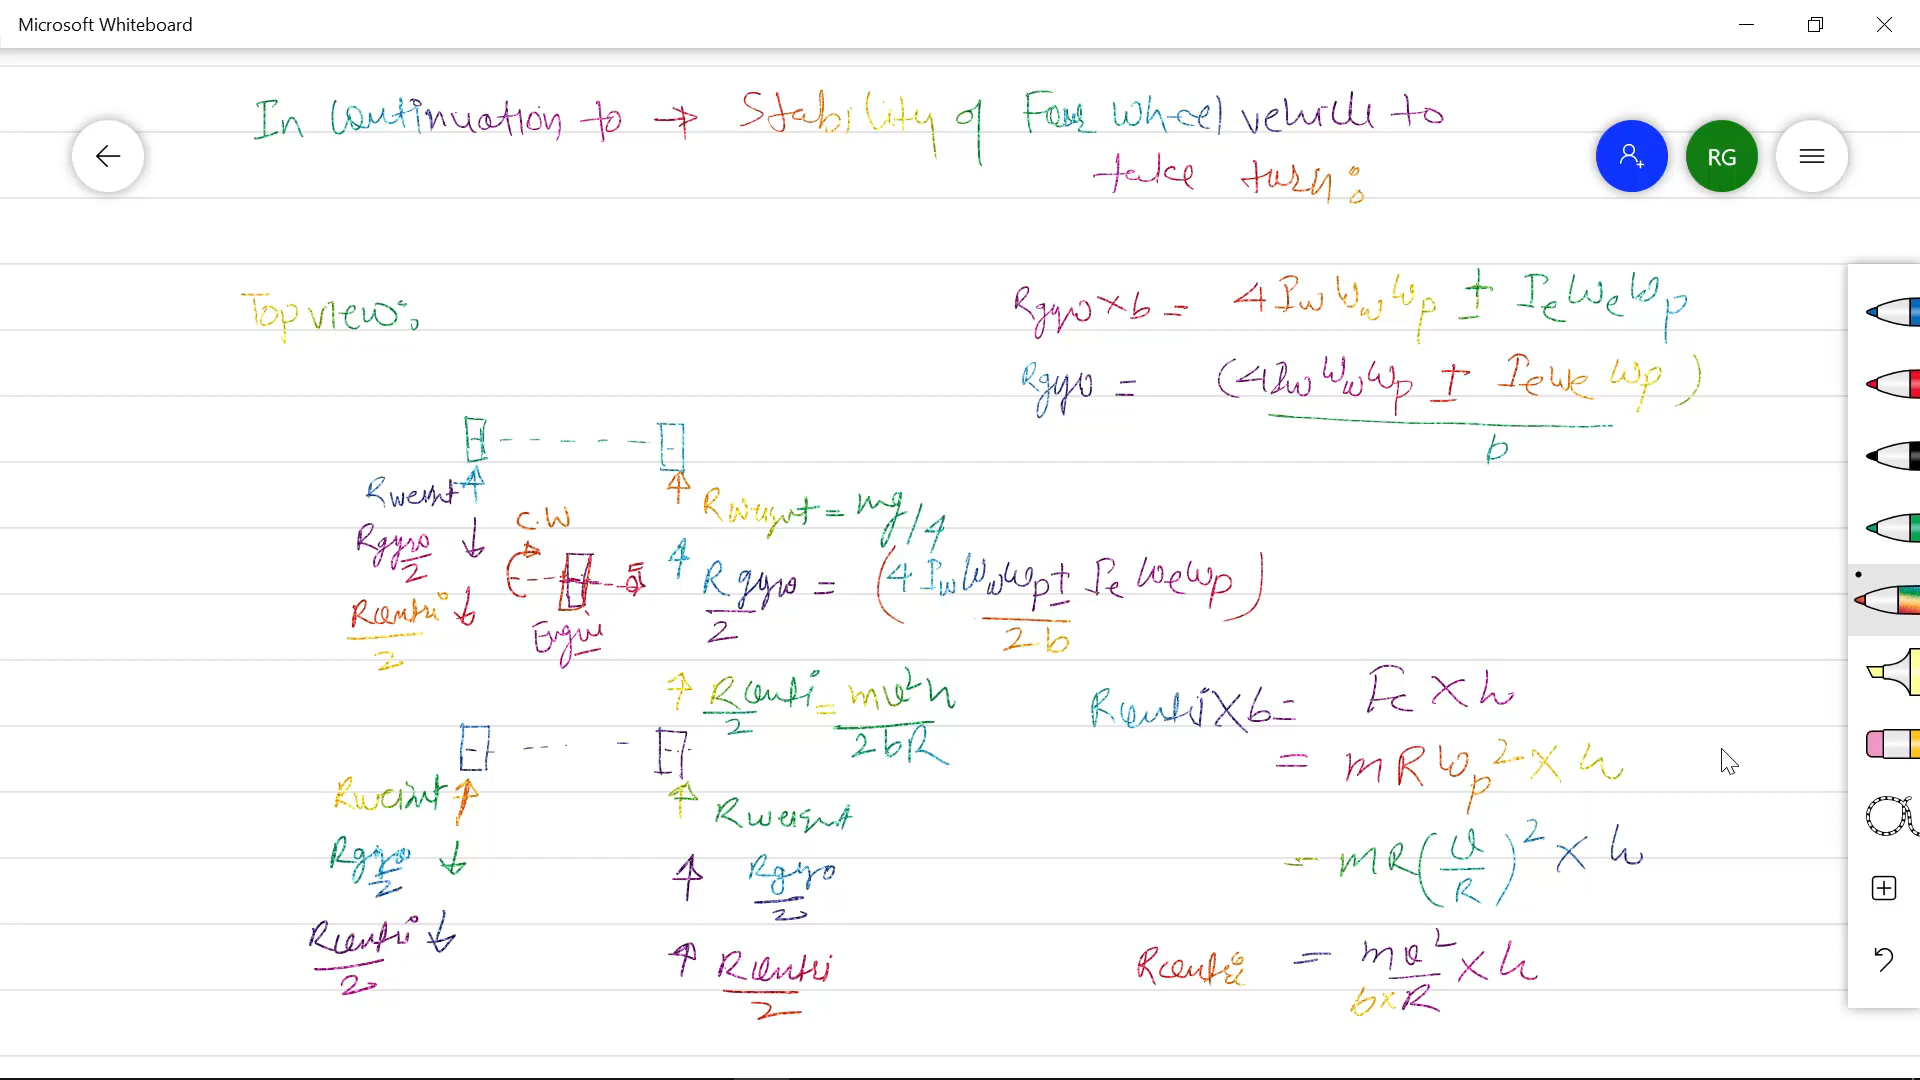 Microsoft Whiteboard
In Continuation to → Stability of Four wheel vehicle to
take turn:
RG
Top view:
Rgyro × b = 4 Iw ωw ωp ± Ie ωe ωp
Rgyro = (4 Iw ωw ωp ± Ie ωe ωp) / b
Rweight ↑
Rgyro/2 ↓
Rcentri/2 ↓
C.W
Engine
↑ Rweight = mg/4
↑ Rgyro/2 = (4 Iw ωw ωp ± Ie ωe ωp) / 2b
↑ Rcentri/2 = mv²h / 2bR
Rcentri × b = Fc × h
= mRωp² × h
= mR(v/R)² × h
Rcentri = mv²/(b×R) × h
Rweight ↑
Rgyro/2 ↓
Rcentri/2 ↓
↑ Rweight
↑ Rgyro/2
↑ Rcentri/2